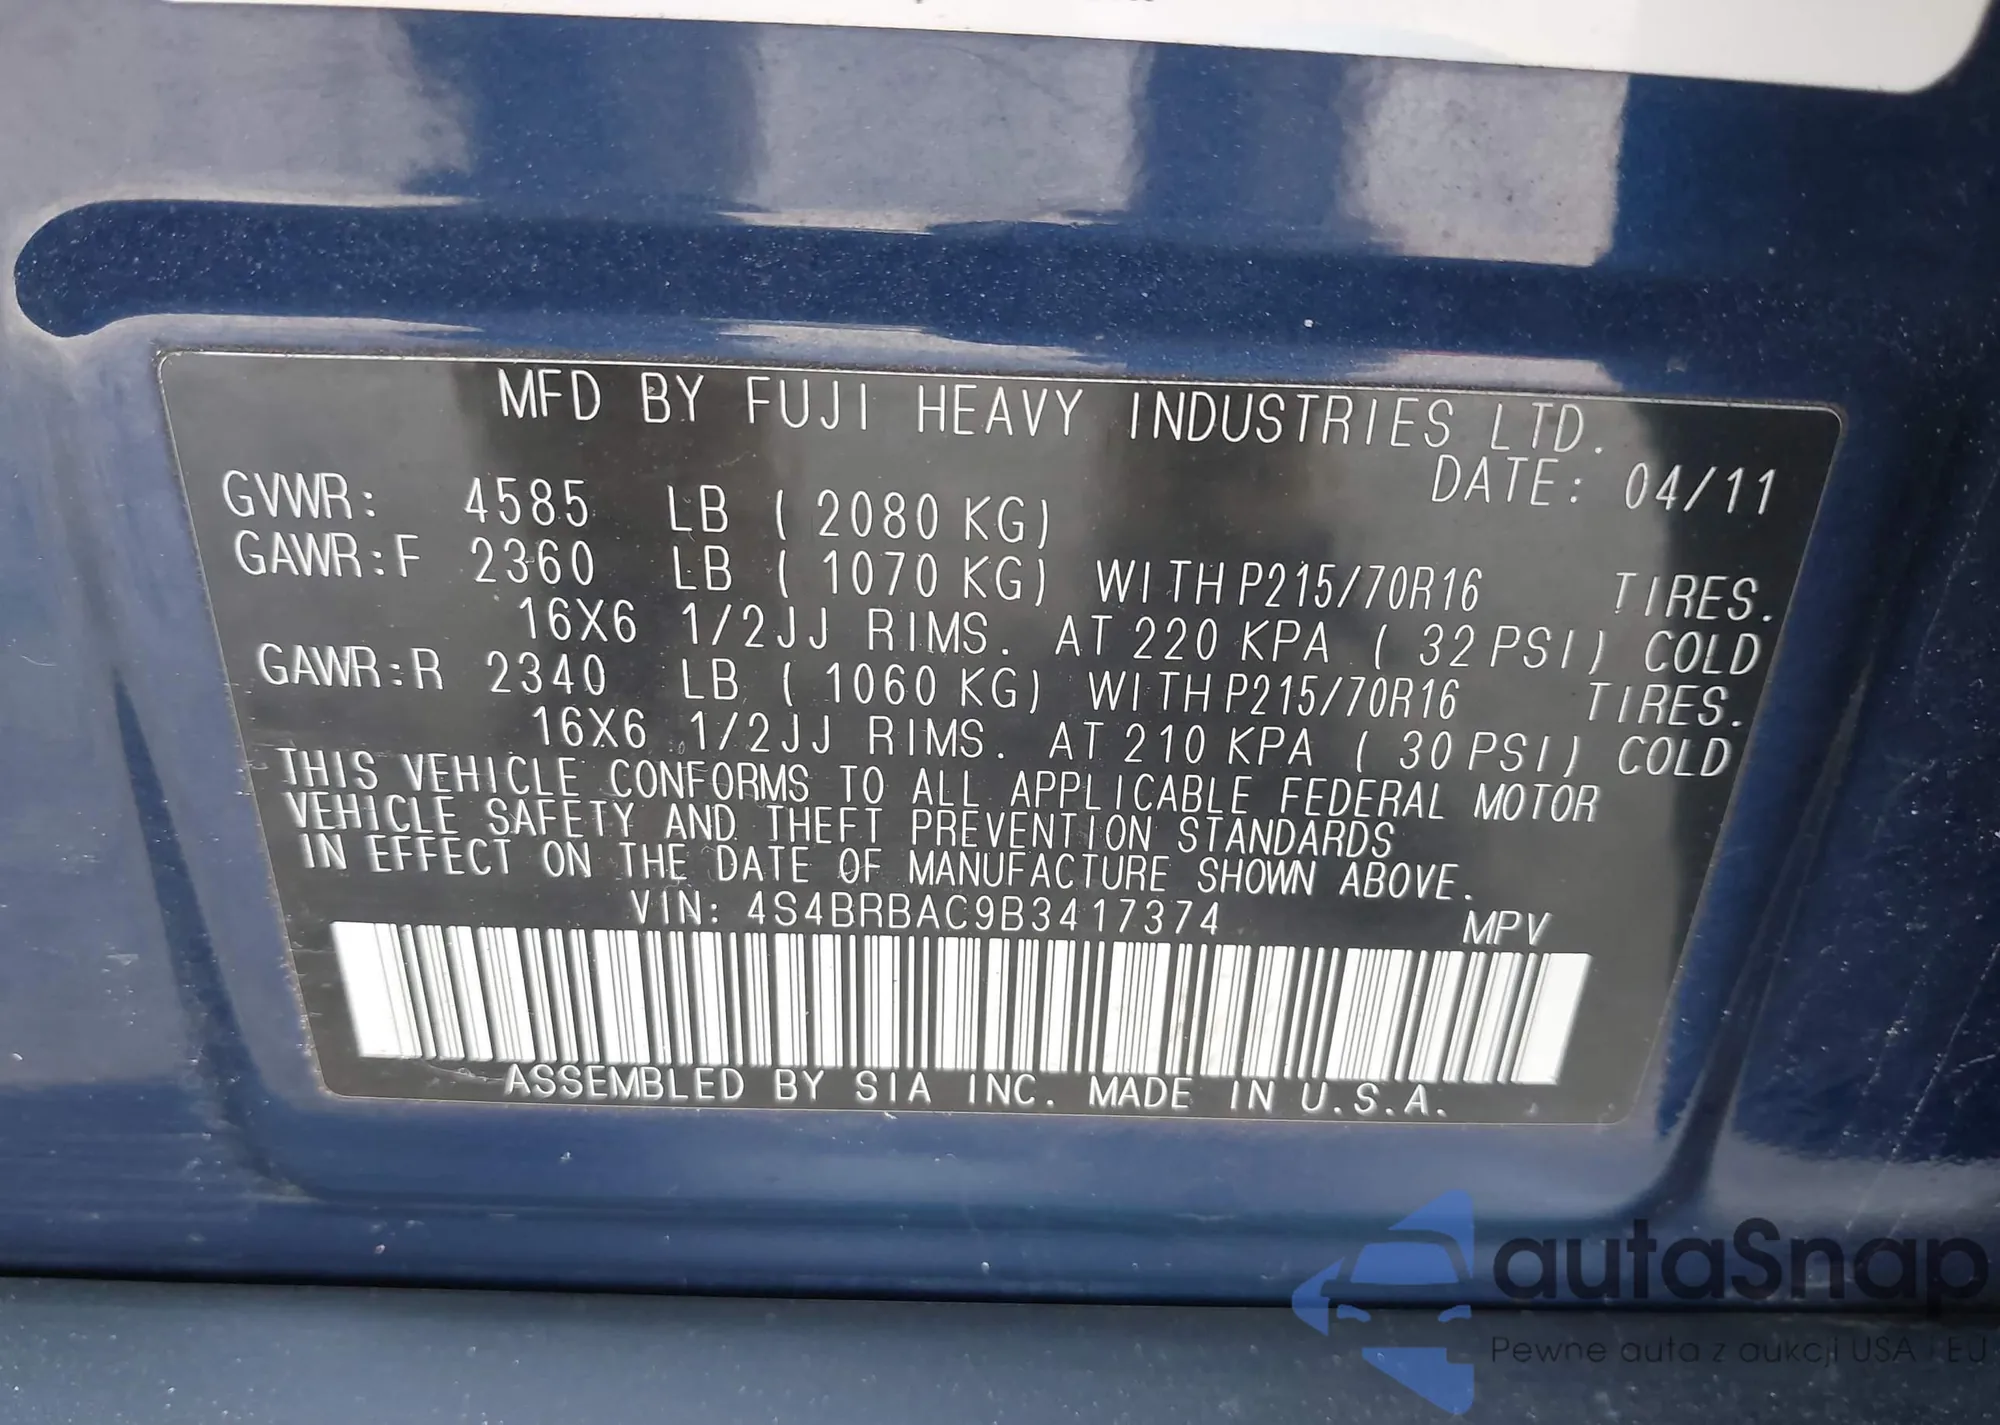 MFD BY FUJI HEAVY INDUSTRIES LTD.
DATE: 04/11
GVWR: 4585 LB ( 2080 KG)
GAWR:F 2360 LB ( 1070 KG) WITH P215/70R16 TIRES.
16X6 1/2JJ RIMS. AT 220 KPA ( 32 PSI) COLD
GAWR:R 2340 LB ( 1060 KG) WITH P215/70R16 TIRES.
16X6 1/2JJ RIMS. AT 210 KPA ( 30 PSI) COLD
THIS VEHICLE CONFORMS TO ALL APPLICABLE FEDERAL MOTOR
VEHICLE SAFETY AND THEFT PREVENTION STANDARDS
IN EFFECT ON THE DATE OF MANUFACTURE SHOWN ABOVE.
VIN: 4S4BRBAC9B3417374 MPV
ASSEMBLED BY SIA INC. MADE IN U.S.A.
autaSnap
Pewne auta z aukcji USA i EU